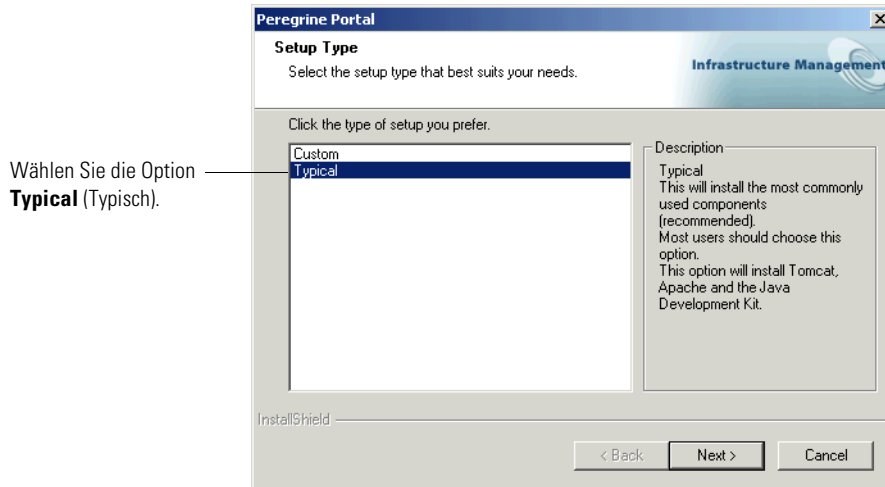 Peregrine Portal
Setup Type
Select the setup type that best suits your needs.
Infrastructure Management
Click the type of setup you prefer.
Custom
Typical
Wählen Sie die Option
Typical (Typisch).
Description
Typical
This will install the most commonly
used components
(recommended).
Most users should choose this
option.
This option will install Tomcat,
Apache and the Java
Development Kit.
InstallShield
< Back
Next >
Cancel